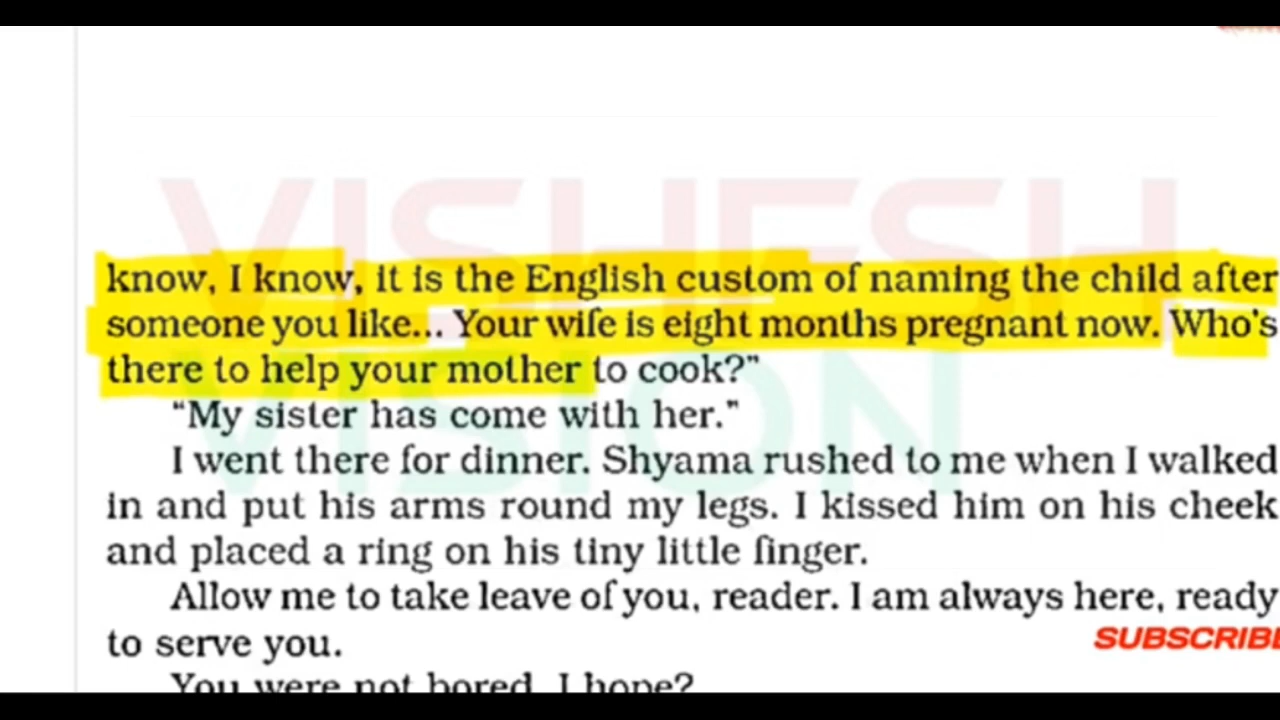 know, I know, it is the English custom of naming the child after
someone you like... Your wife is eight months pregnant now. Who's
there to help your mother to cook?"
"My sister has come with her."
I went there for dinner. Shyama rushed to me when I walked
in and put his arms round my legs. I kissed him on his cheek
and placed a ring on his tiny little finger.
Allow me to take leave of you, reader. I am always here, ready
to serve you.
SUBSCRIBE
You were not bored, I hope?
VISHESH
VISION